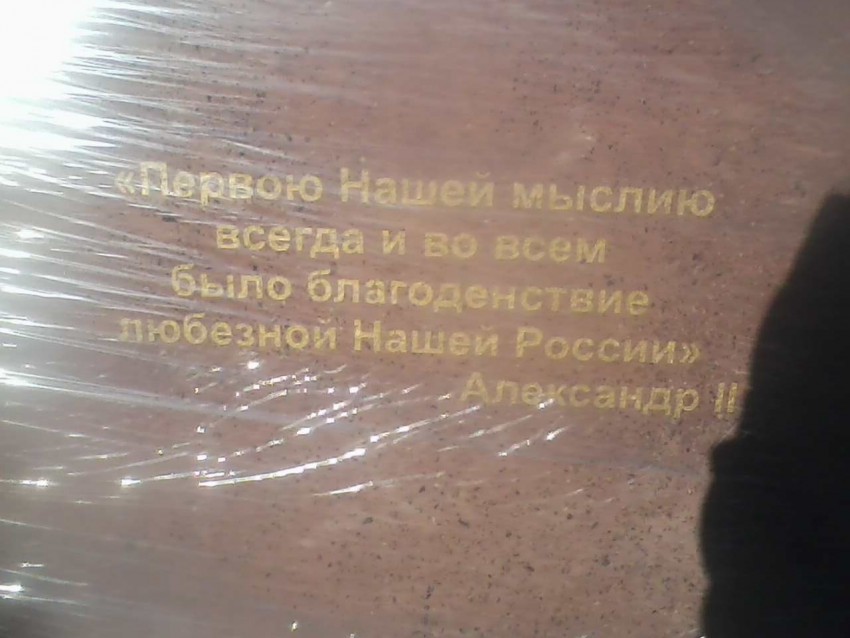 «Первою Нашей мыслию
всегда и во всем
было благоденствие
любезной Нашей России»
Александр II